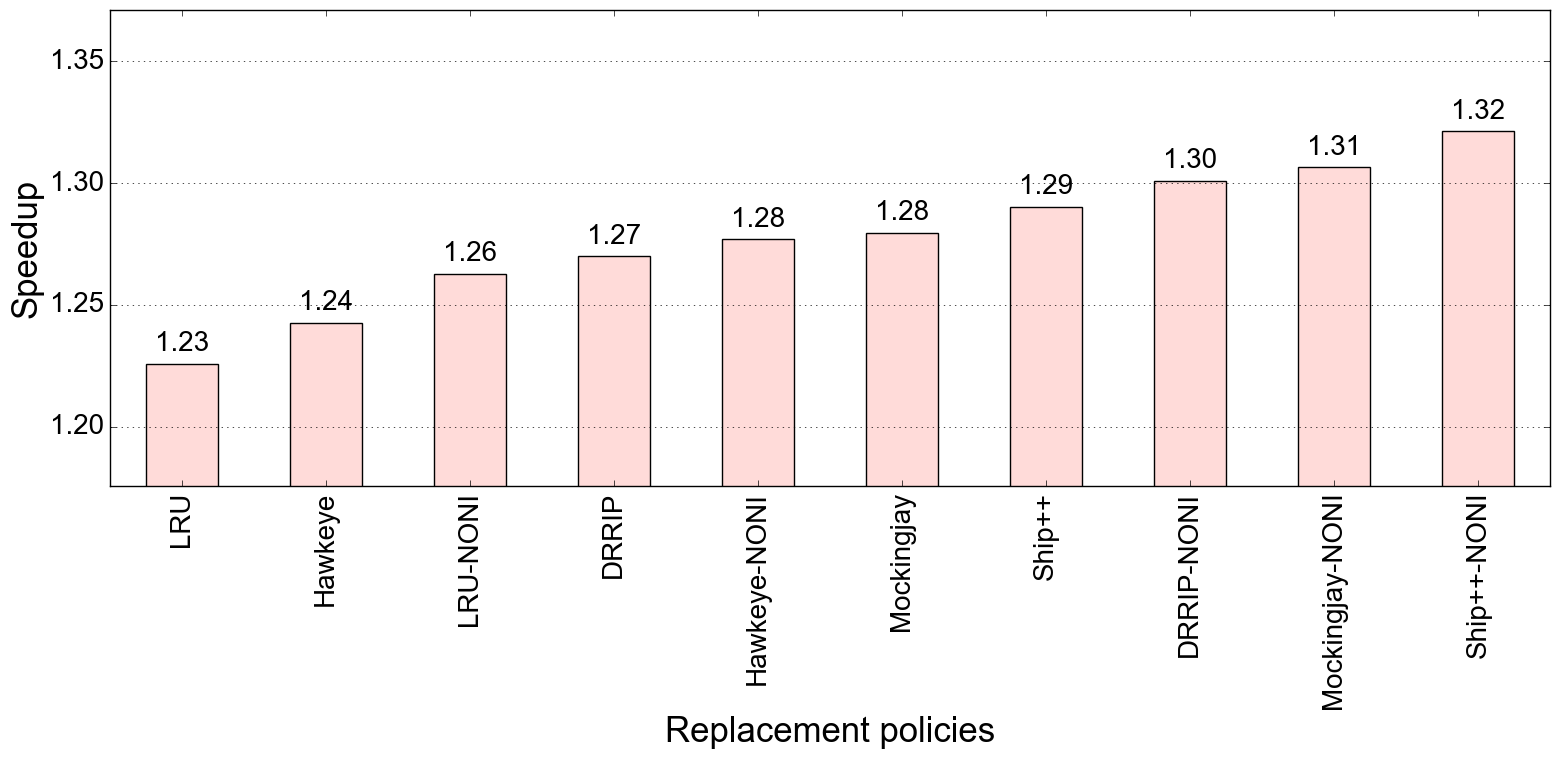 1.35
1.30
1.25
1.20
Speedup
1.23
1.24
1.26
1.27
1.28
1.28
1.29
1.30
1.31
1.32
LRU
Hawkeye
LRU-NONI
DRRIP
Hawkeye-NONI
Mockingjay
Ship++
DRRIP-NONI
Mockingjay-NONI
Ship++-NONI
Replacement policies